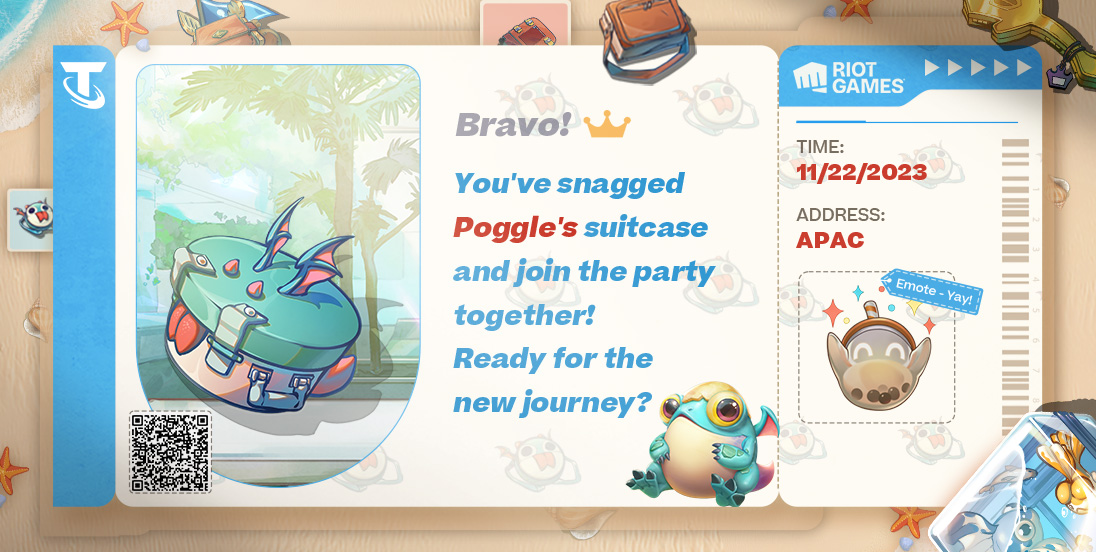 Bravo!
You've snagged
Poggle's suitcase
and join the party
together!
Ready for the
new journey?
RIOT
GAMES
TIME:
11/22/2023
ADDRESS:
APAC
Emote - Yay!